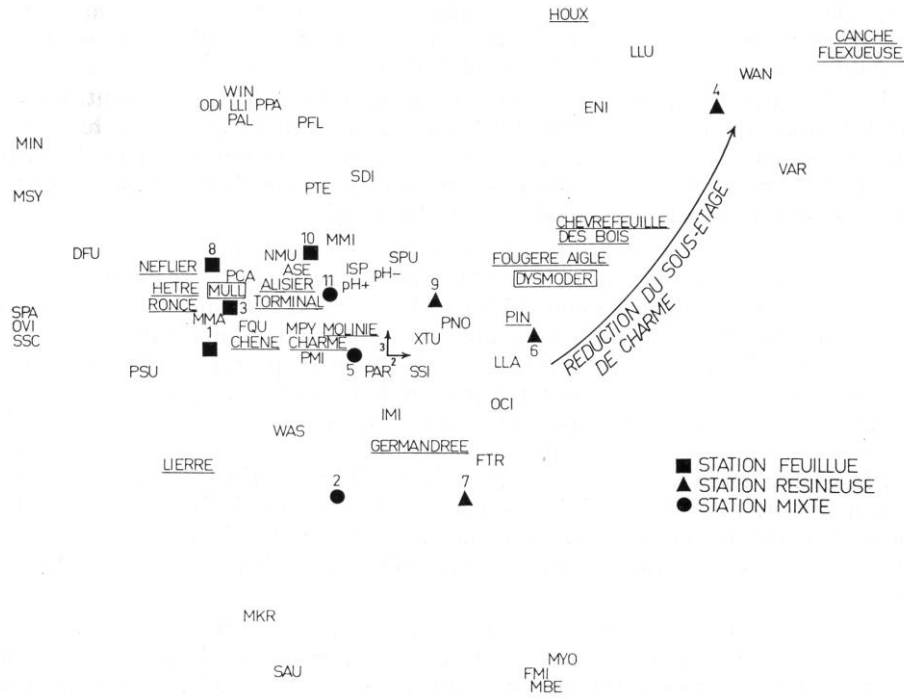 HOUX
CANCHE
FLEXUEUSE
LLU
WAN
4
WIN
ODI LLI PPA
PAL
ENI
PFL
MIN
VAR
SDI
PTE
MSY
CHEVREFEUILLE
DES BOIS
REDUCTION DU SOUS-ETAGE
DE CHARME
DFU
8
10
MMI
NMU
SPU
FOUGERE AIGLE
NEFLIER
PCA
ASE
ISP
pH-
DYSMODER
HETRE
MULL
ALISIER
11
pH+
9
RONCE
3
TORMINAL
PIN
SPA
OVI
SSC
MMA
FQU
MPY
MOLINIE
PNO
1
CHENE
CHARME
3
XTU
6
PMI
2
LLA
PSU
5
PAR
SSI
OCI
IMI
WAS
GERMANDREE
LIERRE
FTR
STATION FEUILLUE
STATION RESINEUSE
STATION MIXTE
2
7
MKR
MYO
SAU
FMI
MBE